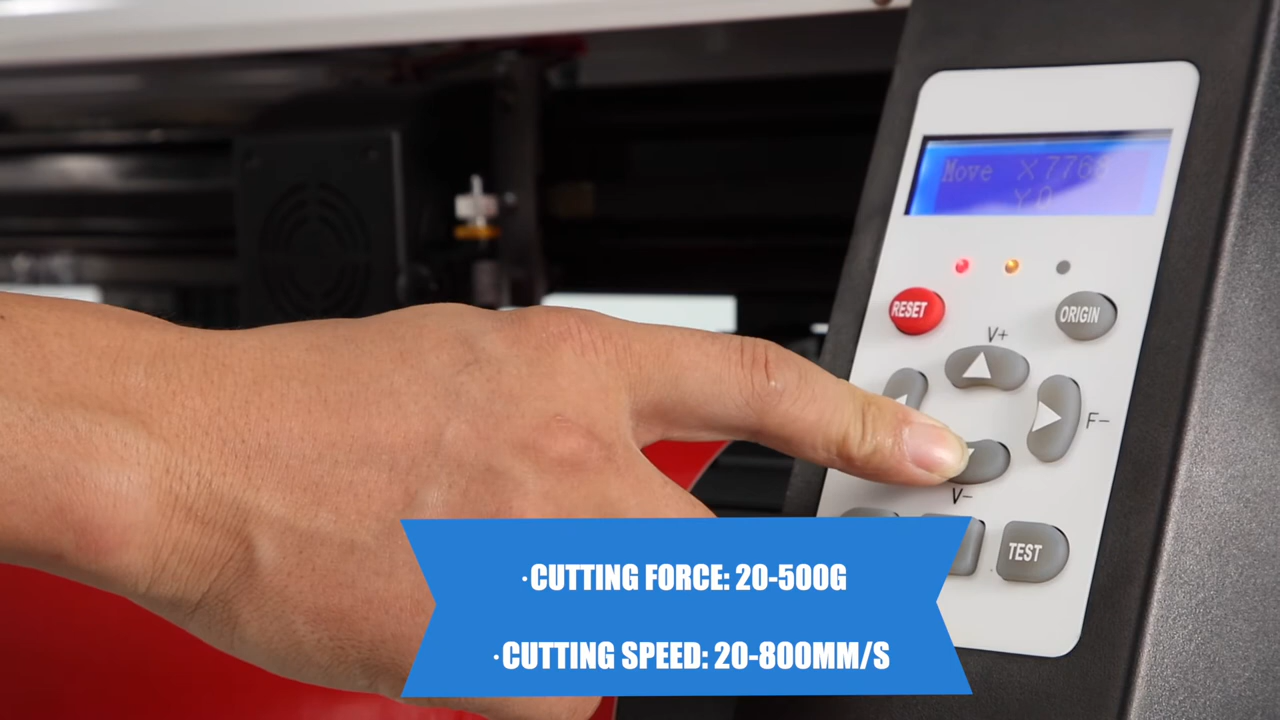 Move X776
Y0
RESET
ORIGIN
V+
F-
V-
TEST
·CUTTING FORCE: 20-500G
·CUTTING SPEED: 20-800MM/S